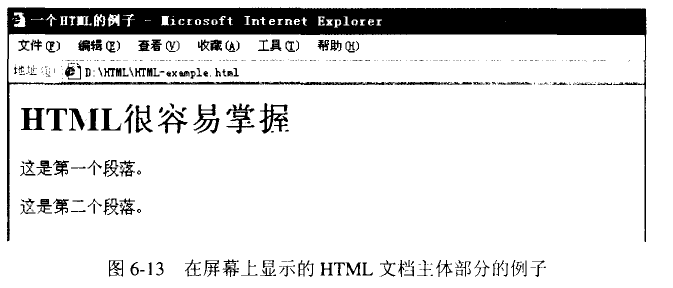 一个HTML的例子 - Microsoft Internet Explorer
文件(F) 编辑(E) 查看(V) 收藏(A) 工具(T) 帮助(H)
地址(D) D:\HTML\HTML-example.html
HTML很容易掌握
这是第一个段落。
这是第二个段落。
图 6-13 在屏幕上显示的 HTML 文档主体部分的例子